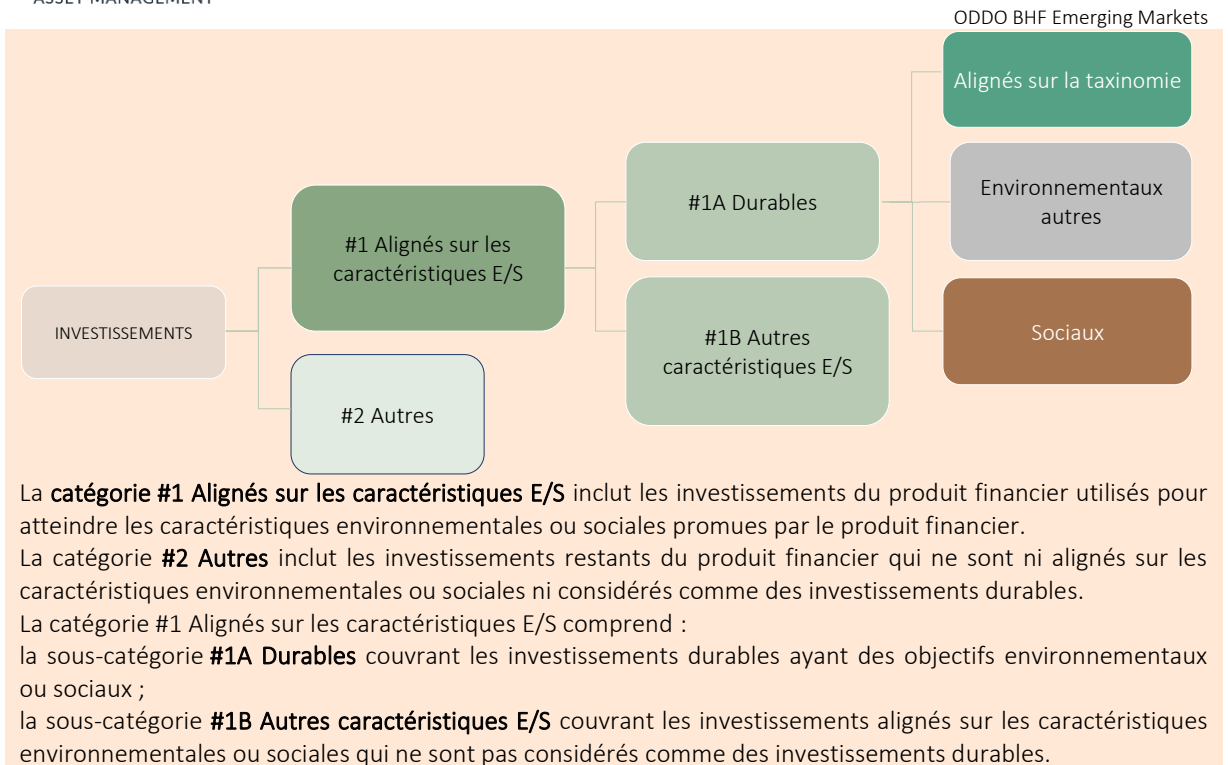 ASSET MANAGEMENT
ODDO BHF Emerging Markets
Alignés sur la taxinomie
#1A Durables
Environnementaux
autres
#1 Alignés sur les
caractéristiques E/S
INVESTISSEMENTS
#1B Autres
caractéristiques E/S
Sociaux
#2 Autres
La catégorie #1 Alignés sur les caractéristiques E/S inclut les investissements du produit financier utilisés pour
atteindre les caractéristiques environnementales ou sociales promues par le produit financier.
La catégorie #2 Autres inclut les investissements restants du produit financier qui ne sont ni alignés sur les
caractéristiques environnementales ou sociales ni considérés comme des investissements durables.
La catégorie #1 Alignés sur les caractéristiques E/S comprend :
la sous-catégorie #1A Durables couvrant les investissements durables ayant des objectifs environnementaux
ou sociaux ;
la sous-catégorie #1B Autres caractéristiques E/S couvrant les investissements alignés sur les caractéristiques
environnementales ou sociales qui ne sont pas considérés comme des investissements durables.